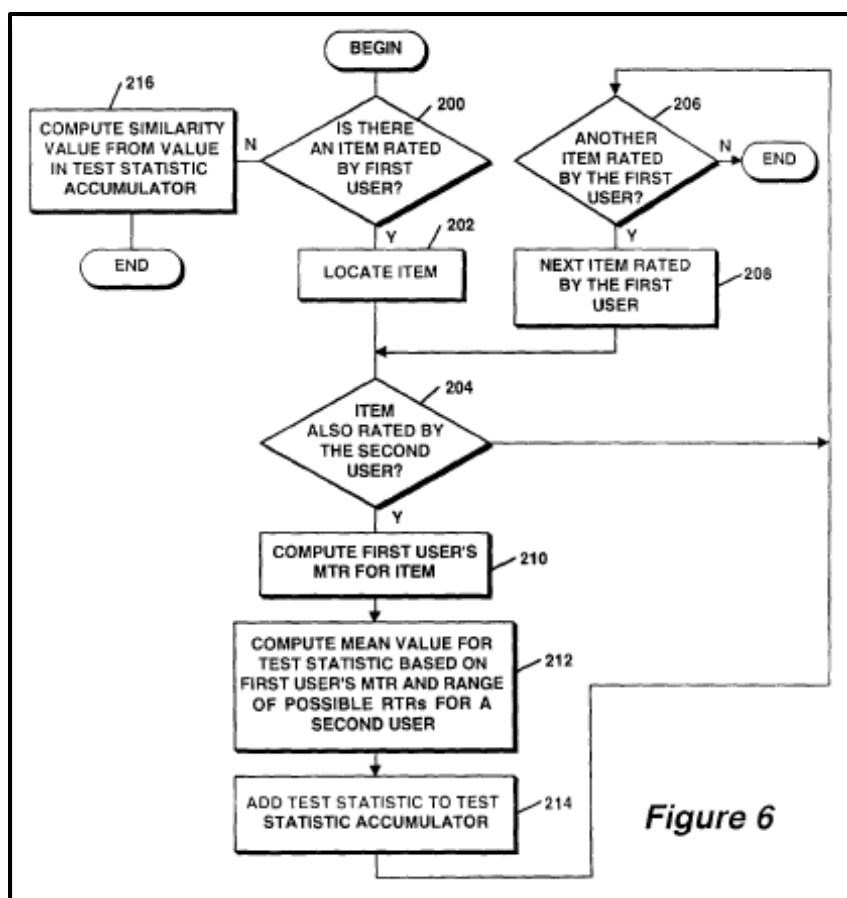 BEGIN
216
200
206
COMPUTE SIMILARITY
VALUE FROM VALUE
IN TEST STATISTIC
ACCUMULATOR
N
IS THERE
AN ITEM RATED
BY FIRST
USER?
ANOTHER
ITEM RATED
BY THE FIRST
USER?
N
END
Y
202
Y
END
LOCATE ITEM
NEXT ITEM RATED
BY THE FIRST
USER
208
204
ITEM
ALSO RATED BY
THE SECOND
USER?
Y
COMPUTE FIRST USER'S
MTR FOR ITEM
210
COMPUTE MEAN VALUE FOR
TEST STATISTIC BASED ON
FIRST USER'S MTR AND RANGE
OF POSSIBLE RTRs FOR A
SECOND USER
212
ADD TEST STATISTIC TO TEST
STATISTIC ACCUMULATOR
214
Figure 6